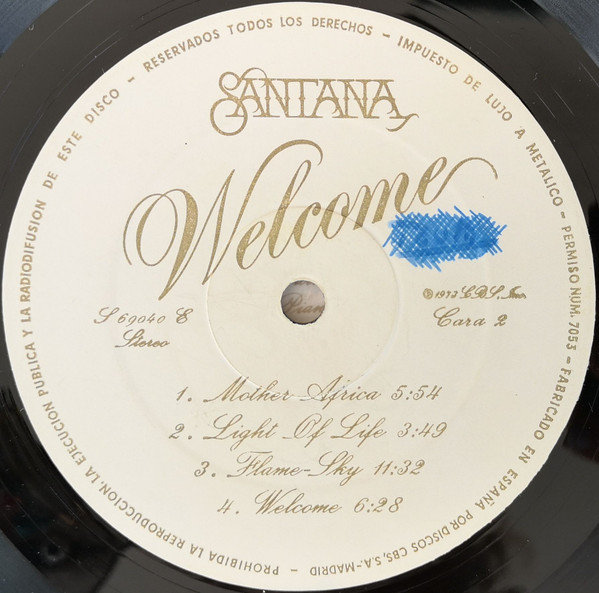 PROHIBIDA LA REPRODUCCION, LA EJECUCION PUBLICA Y LA RADIODIFUSION DE ESTE DISCO - RESERVADOS TODOS LOS DERECHOS - IMPUESTO DE LUJO A METALICO - PERMISO NUM. 7053 - FABRICADO EN ESPAÑA POR DISCOS CBS, S.A.-MADRID -
SANTANA
Welcome
S 69040 E
Stereo
℗ 1973 CBS, Inc.
Cara 2
1. Mother Africa 5:54
2. Light Of Life 3:49
3. Flame-Sky 11:32
4. Welcome 6:28